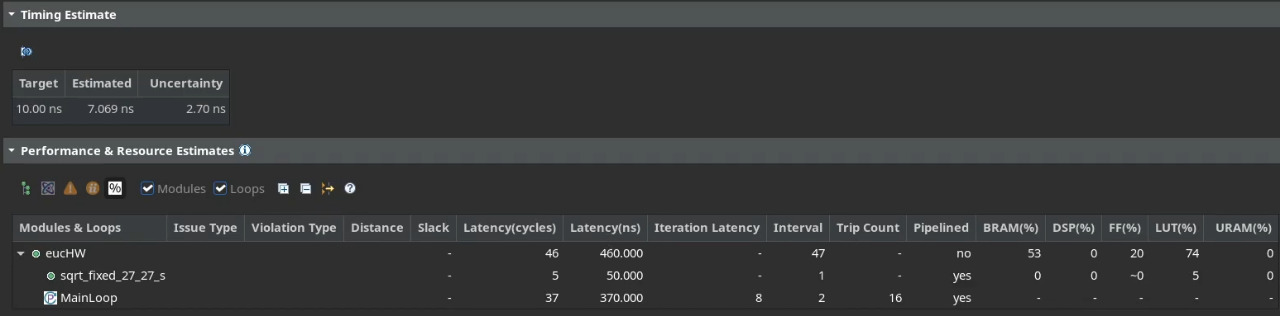 Timing Estimate
Target Estimated Uncertainty
10.00 ns 7.069 ns 2.70 ns
Performance & Resource Estimates
% Modules Loops
Modules & Loops Issue Type Violation Type Distance Slack Latency(cycles) Latency(ns) Iteration Latency Interval Trip Count Pipelined BRAM(%) DSP(%) FF(%) LUT(%) URAM(%)
eucHW - 46 460.000 - 47 - no 53 0 20 74 0
sqrt_fixed_27_27_s - 5 50.000 - 1 - yes 0 0 ~0 5 0
MainLoop - 37 370.000 8 2 16 yes - - - - -